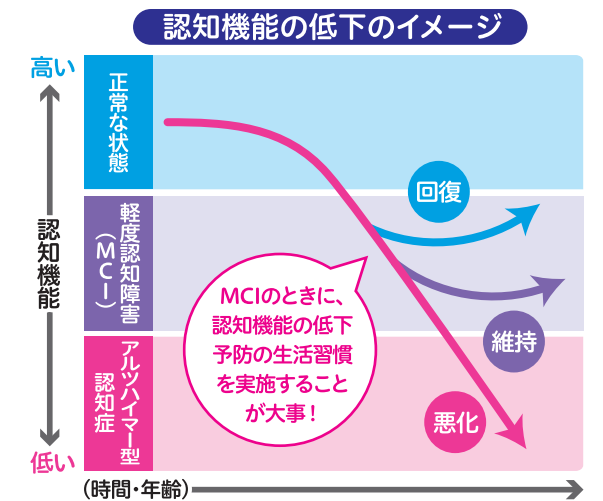 認知機能の低下のイメージ
高い
認知機能
低い
正常な状態
軽度認知障害
（MCI）
アルツハイマー型
認知症
回復
維持
悪化
MCIのときに、
認知機能の低下
予防の生活習慣
を実施すること
が大事！
（時間・年齢）